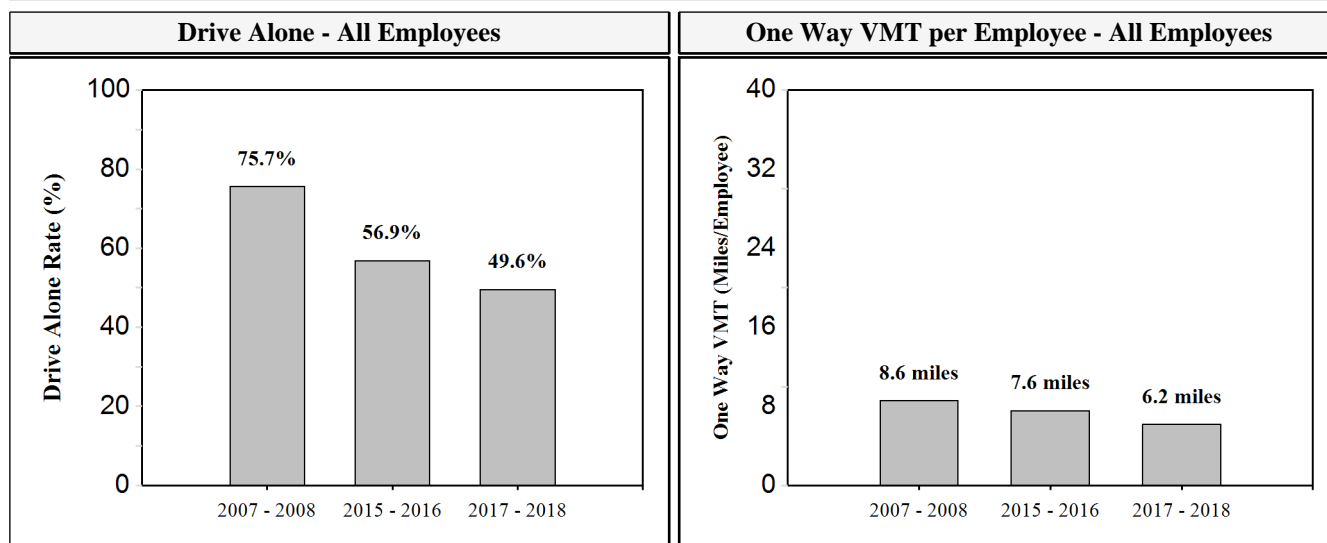 Drive Alone - All Employees
One Way VMT per Employee - All Employees
Drive Alone Rate (%)
100
80
60
40
20
0
75.7%
56.9%
49.6%
2007 - 2008
2015 - 2016
2017 - 2018
One Way VMT (Miles/Employee)
40
32
24
16
8
0
8.6 miles
7.6 miles
6.2 miles
2007 - 2008
2015 - 2016
2017 - 2018